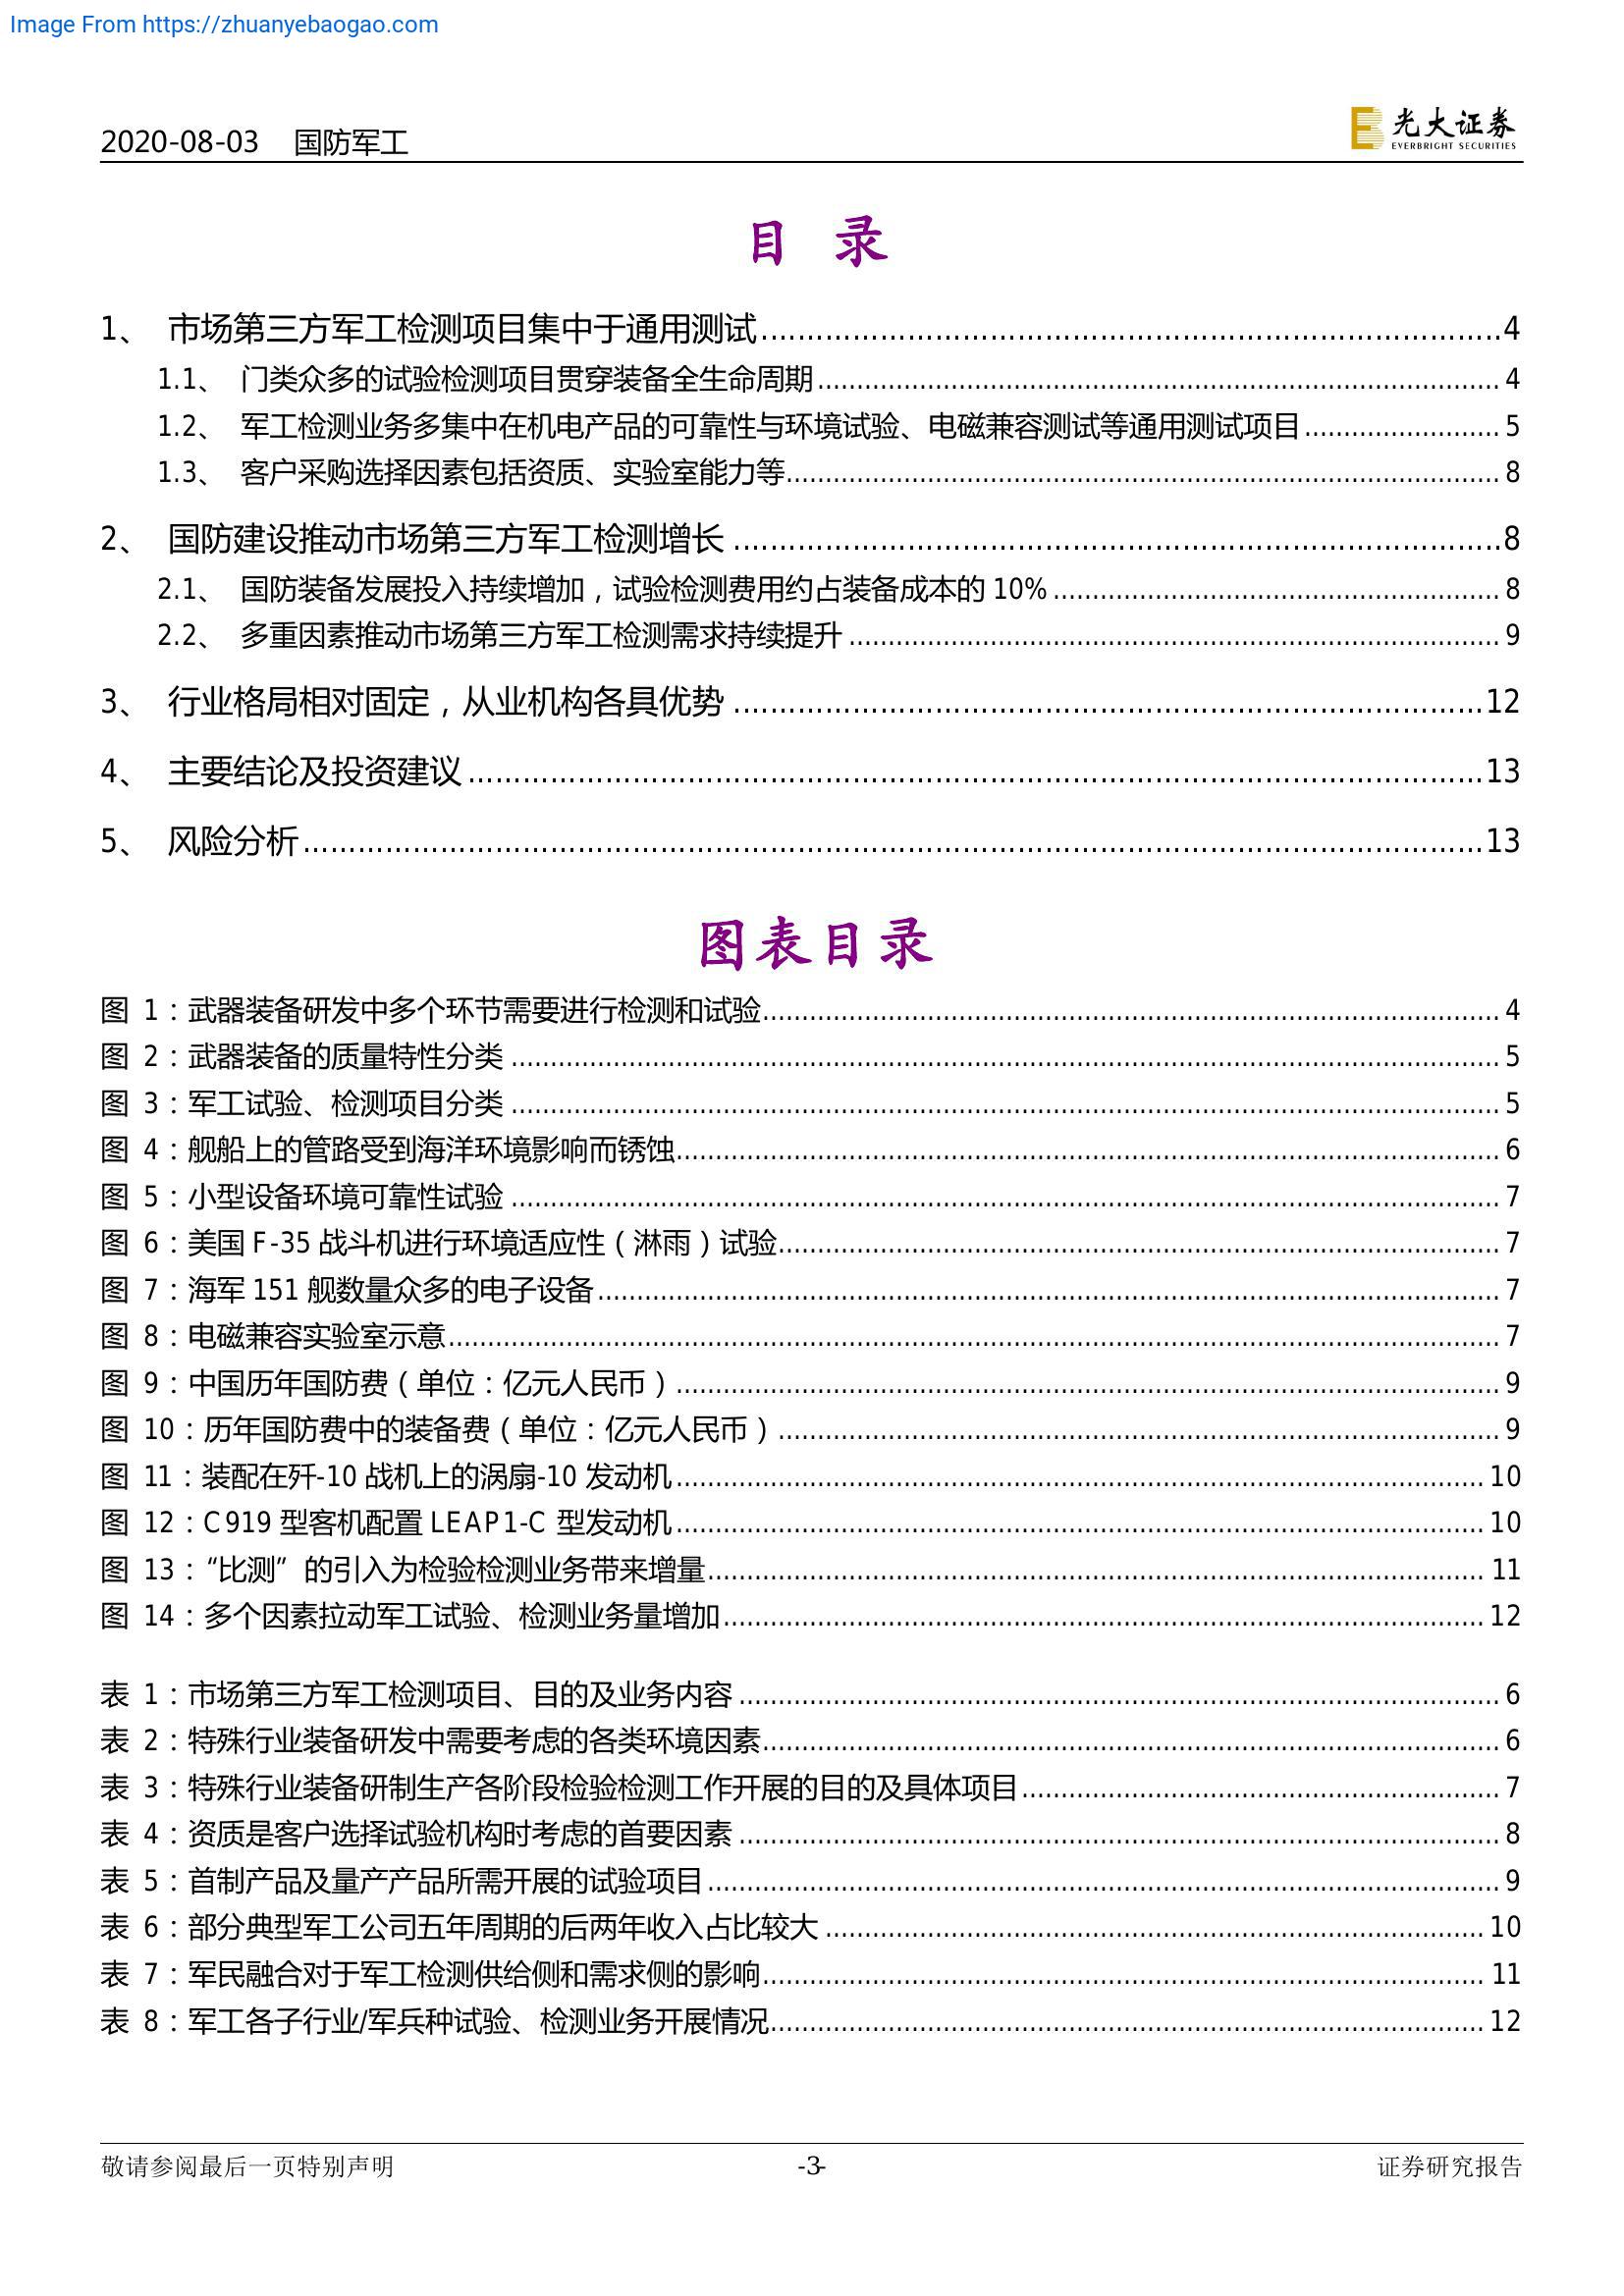 Image From https://zhuanyebaogao.com
2020-08-03 国防军工
光大证券
EVERBRIGHT SECURITIES
目 录
1、 市场第三方军工检测项目集中于通用测试 4
1.1、 门类众多的试验检测项目贯穿装备全生命周期 4
1.2、 军工检测业务多集中在机电产品的可靠性与环境试验、电磁兼容测试等通用测试项目 5
1.3、 客户采购选择因素包括资质、实验室能力等 8
2、 国防建设推动市场第三方军工检测增长 8
2.1、 国防装备发展投入持续增加，试验检测费用约占装备成本的 10% 8
2.2、 多重因素推动市场第三方军工检测需求持续提升 9
3、 行业格局相对固定，从业机构各具优势 12
4、 主要结论及投资建议 13
5、 风险分析 13
图表目录
图 1：武器装备研发中多个环节需要进行检测和试验 4
图 2：武器装备的质量特性分类 5
图 3：军工试验、检测项目分类 5
图 4：舰船上的管路受到海洋环境影响而锈蚀 6
图 5：小型设备环境可靠性试验 7
图 6：美国 F-35 战斗机进行环境适应性（淋雨）试验 7
图 7：海军 151 舰数量众多的电子设备 7
图 8：电磁兼容实验室示意 7
图 9：中国历年国防费（单位：亿元人民币） 9
图 10：历年国防费中的装备费（单位：亿元人民币） 9
图 11：装配在歼-10 战机上的涡扇-10 发动机 10
图 12：C919 型客机配置 LEAP1-C 型发动机 10
图 13：“比测”的引入为检验检测业务带来增量 11
图 14：多个因素拉动军工试验、检测业务量增加 12
表 1：市场第三方军工检测项目、目的及业务内容 6
表 2：特殊行业装备研发中需要考虑的各类环境因素 6
表 3：特殊行业装备研制生产各阶段检验检测工作开展的目的及具体项目 7
表 4：资质是客户选择试验机构时考虑的首要因素 8
表 5：首制产品及量产产品所需开展的试验项目 9
表 6：部分典型军工公司五年周期的后两年收入占比较大 10
表 7：军民融合对于军工检测供给侧和需求侧的影响 11
表 8：军工各子行业/军兵种试验、检测业务开展情况 12
敬请参阅最后一页特别声明 -3- 证券研究报告